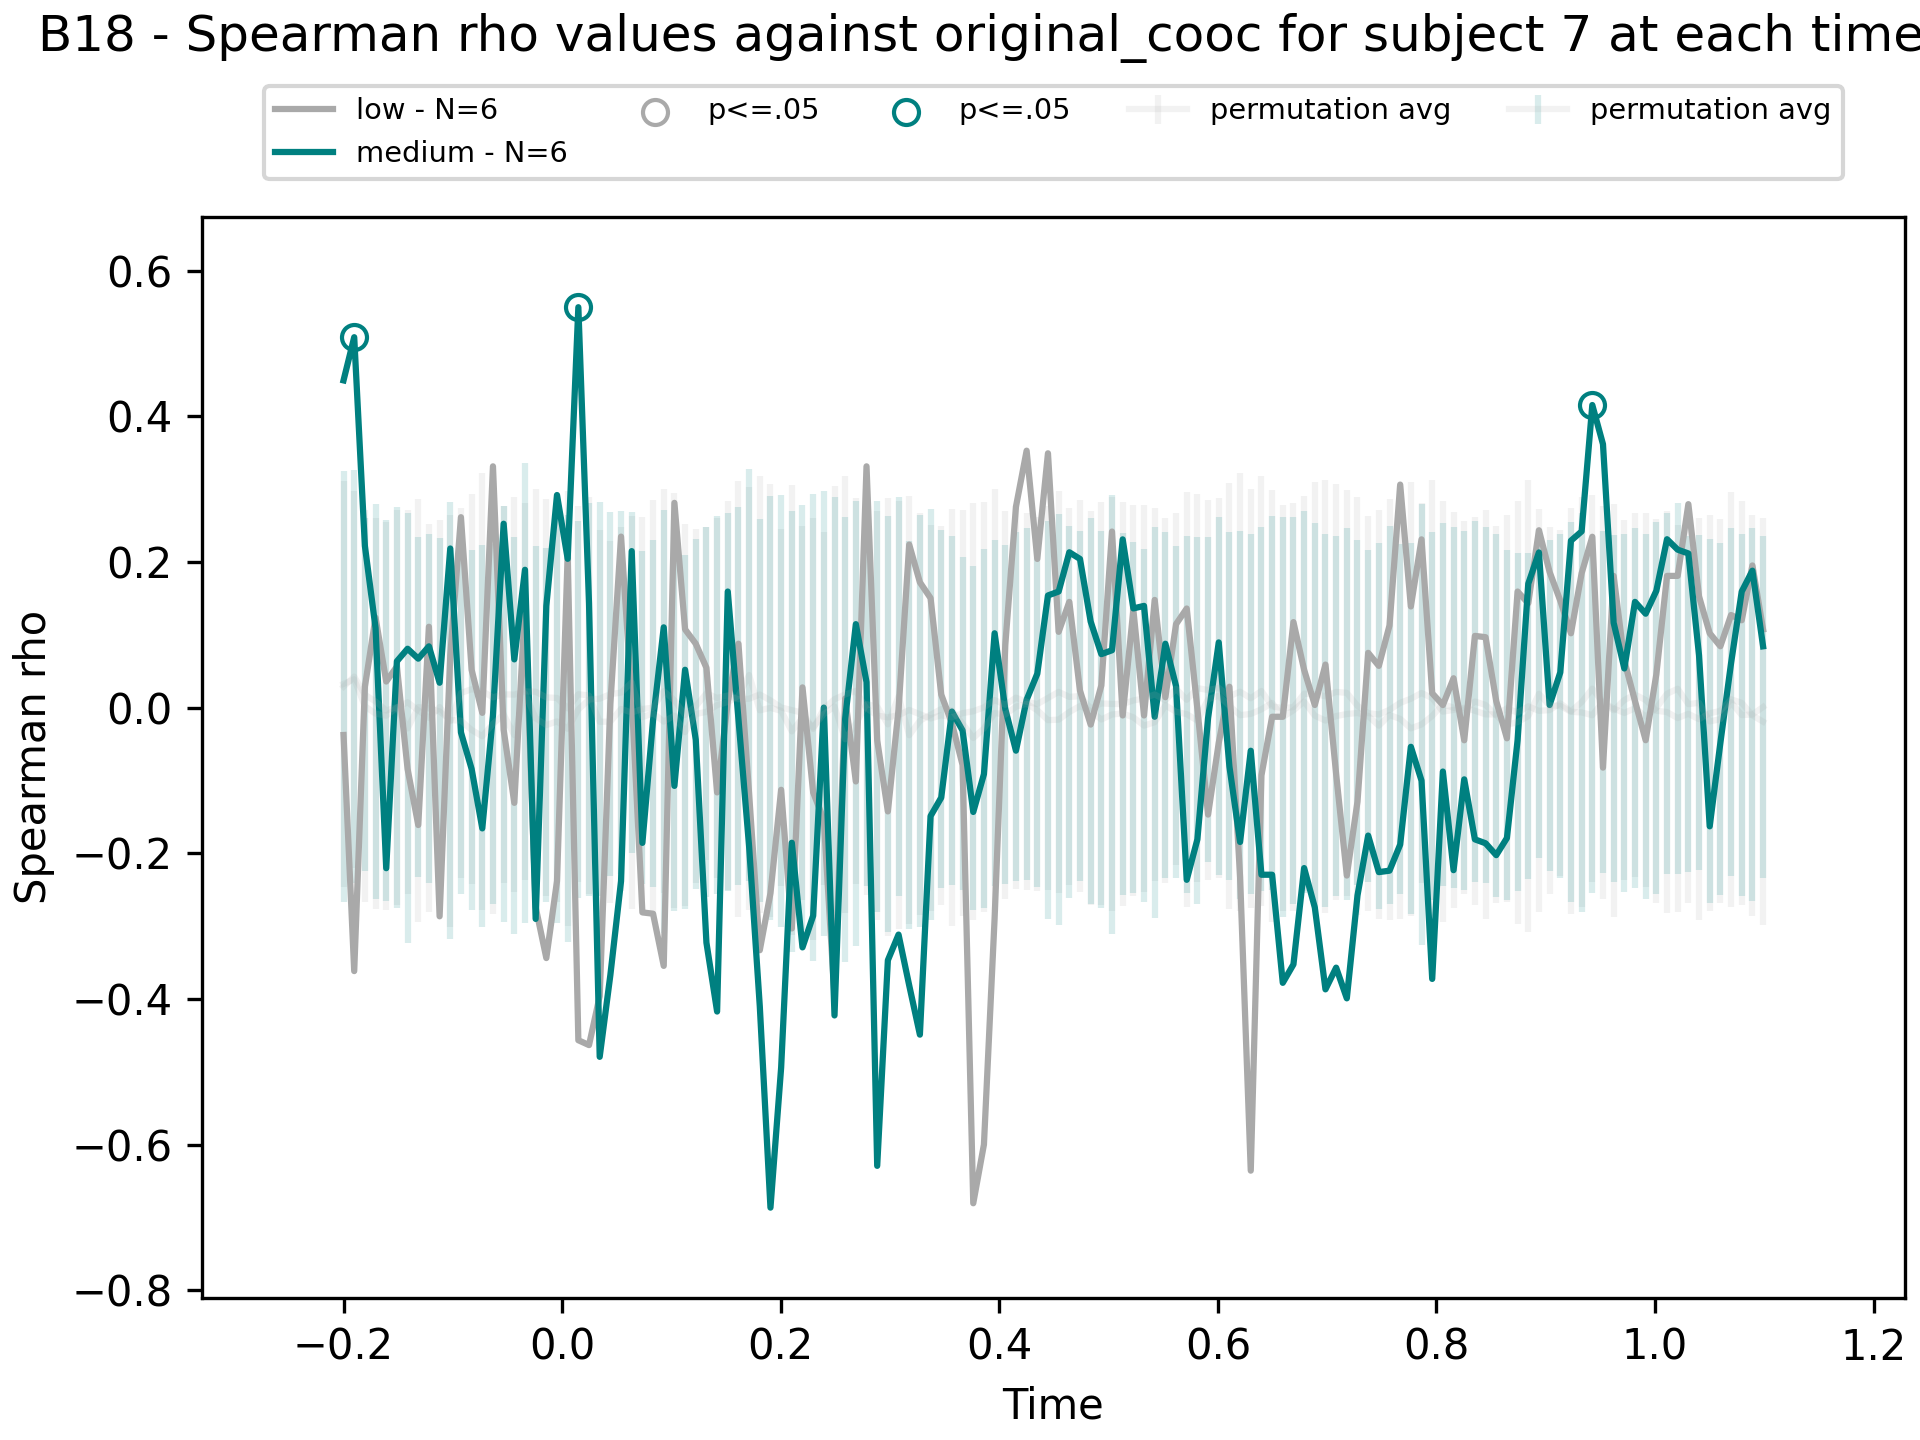 B18 - Spearman rho values against original_cooc for subject 7 at each time
low - N=6
medium - N=6
p<=.05
p<=.05
permutation avg
permutation avg
Spearman rho
0.6
0.4
0.2
0.0
−0.2
−0.4
−0.6
−0.8
−0.2 0.0 0.2 0.4 0.6 0.8 1.0 1.2
Time